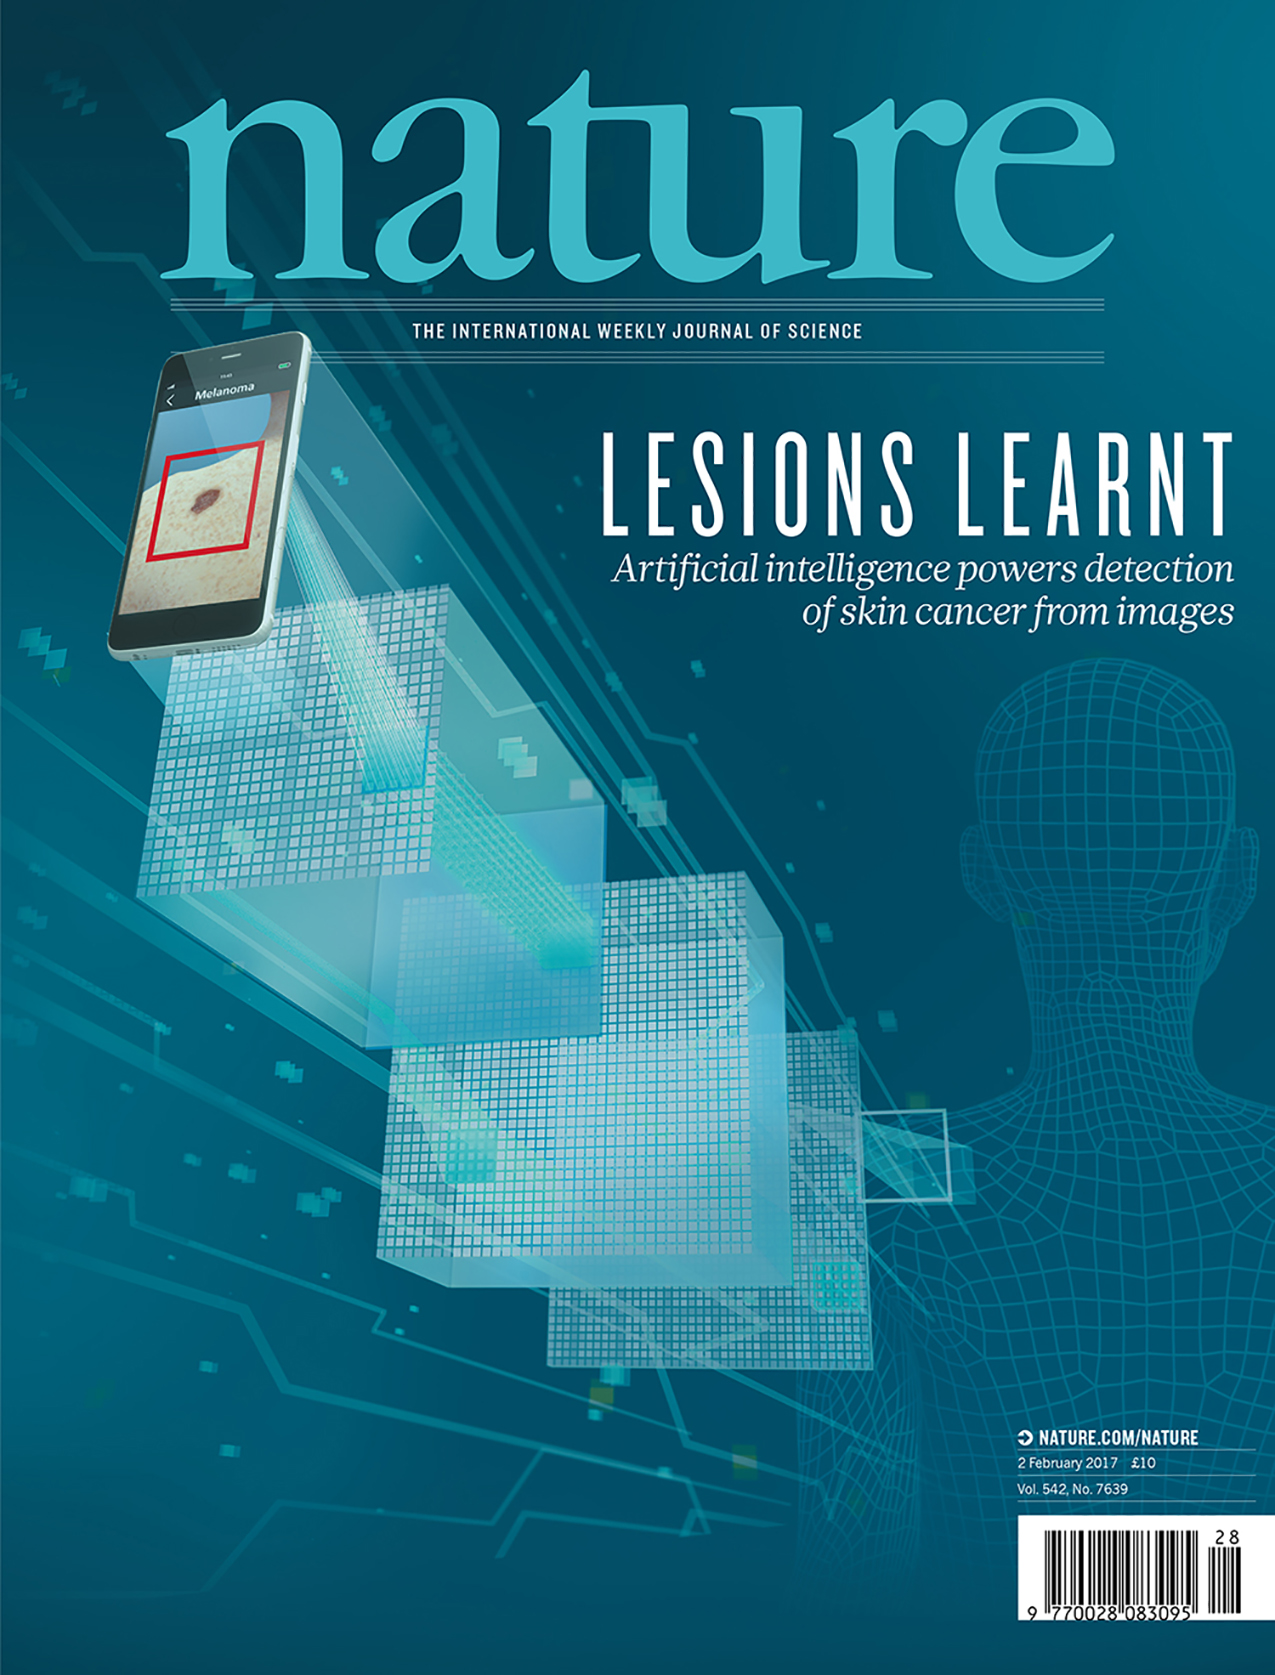 nature
THE INTERNATIONAL WEEKLY JOURNAL OF SCIENCE
Melanoma
LESIONS LEARNT
Artificial intelligence powers detection
of skin cancer from images
NATURE.COM/NATURE
2 February 2017 £10
Vol. 542, No. 7639
28
9 770028 083095